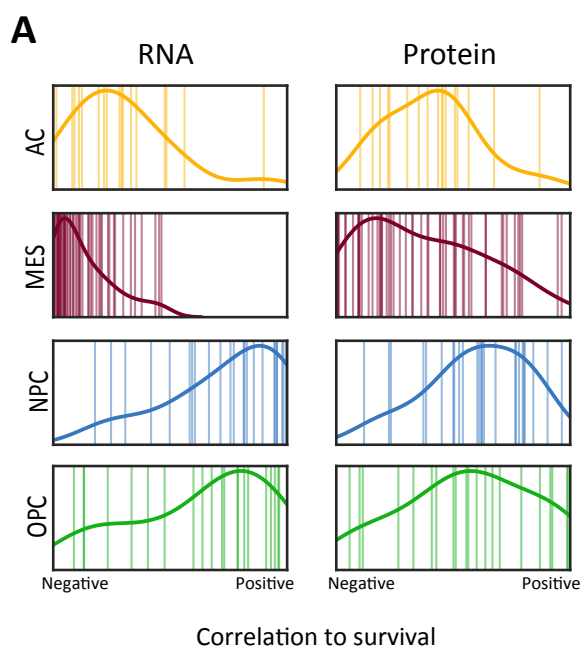 A
RNA Protein
AC
MES
NPC
OPC
Negative Positive Negative Positive
Correlation to survival